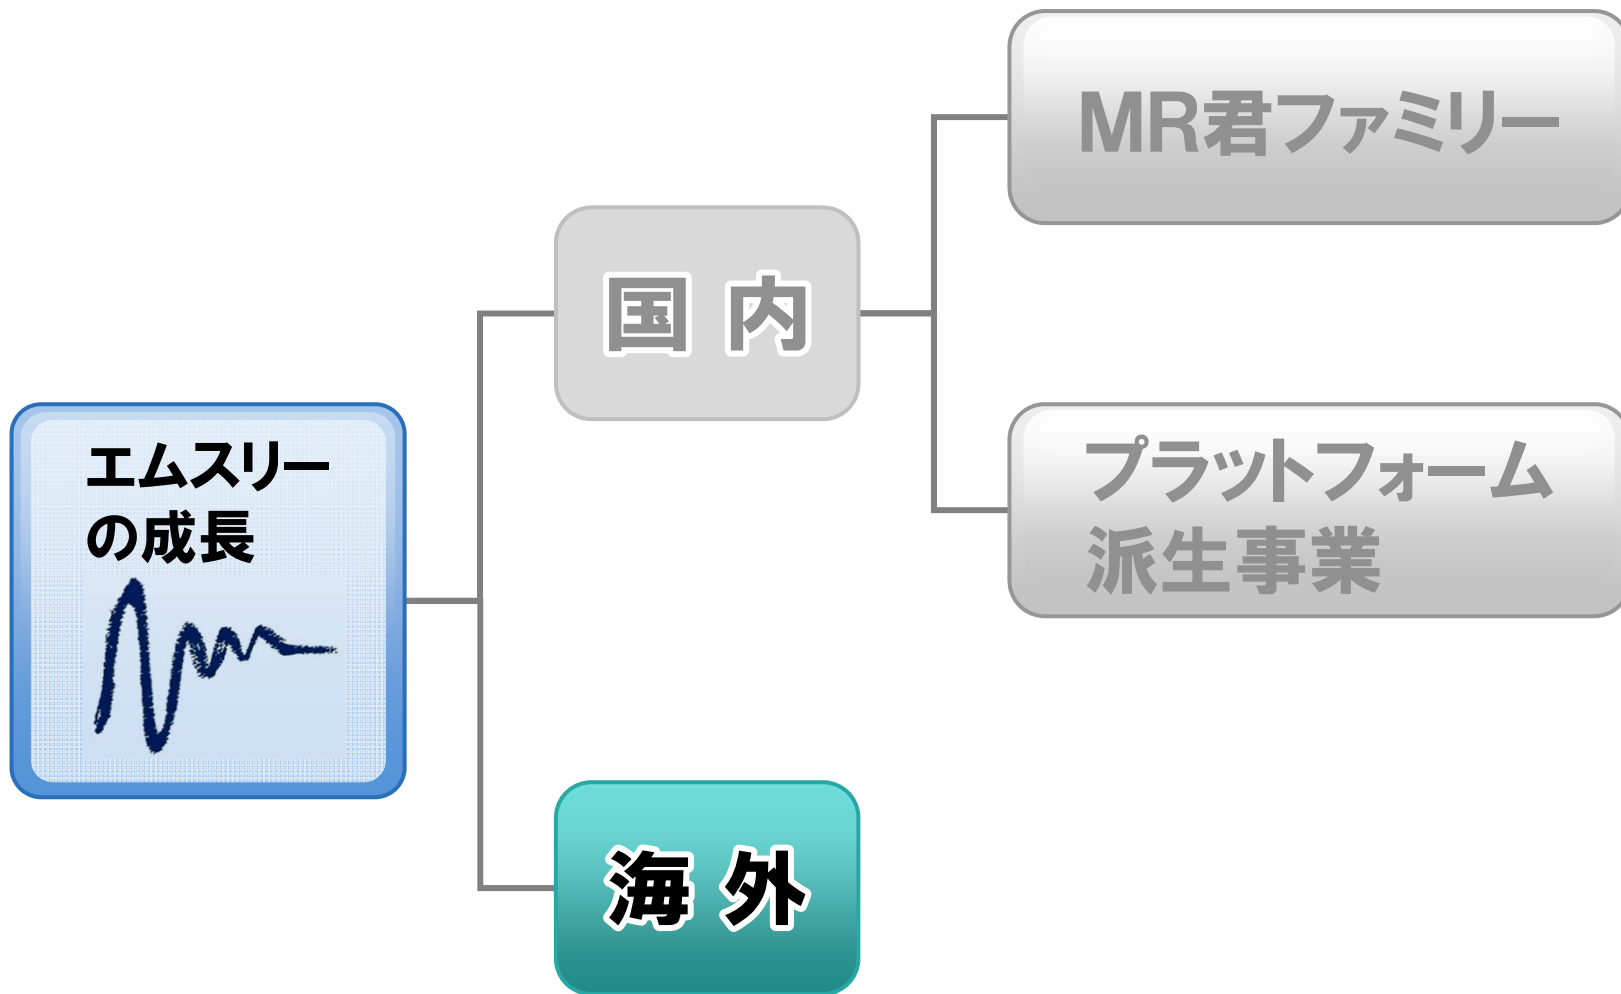 MR君ファミリー
国内
エムスリー
の成長
プラットフォーム
派生事業
海外